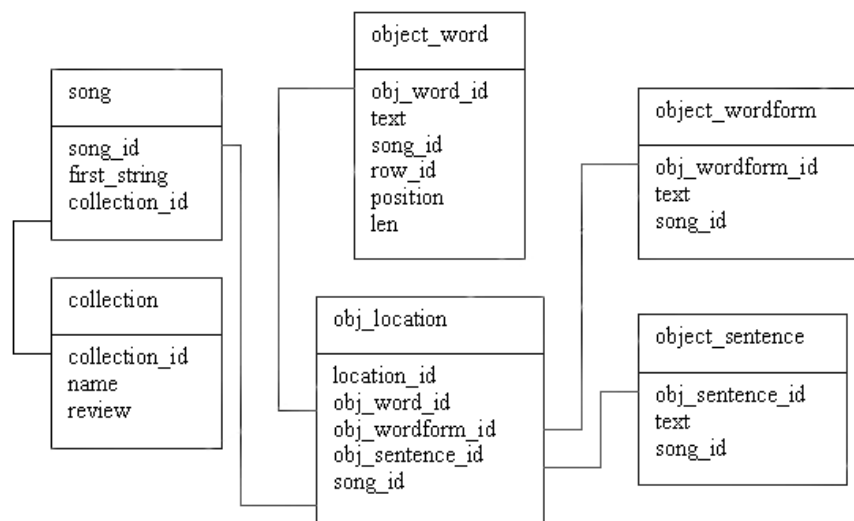 object_word
obj_word_id
text
song_id
row_id
position
len
song
song_id
first_string
collection_id
object_wordform
obj_wordform_id
text
song_id
collection
collection_id
name
review
obj_location
location_id
obj_word_id
obj_wordform_id
obj_sentence_id
song_id
object_sentence
obj_sentence_id
text
song_id